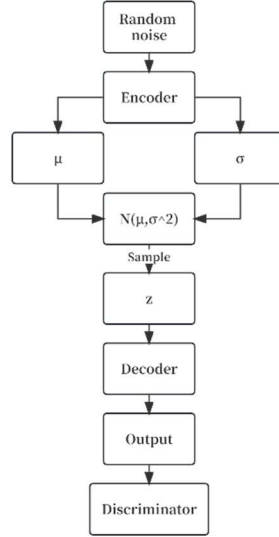 Random
noise
Encoder
μ
σ
N(μ,σ^2)
Sample
z
Decoder
Output
Discriminator